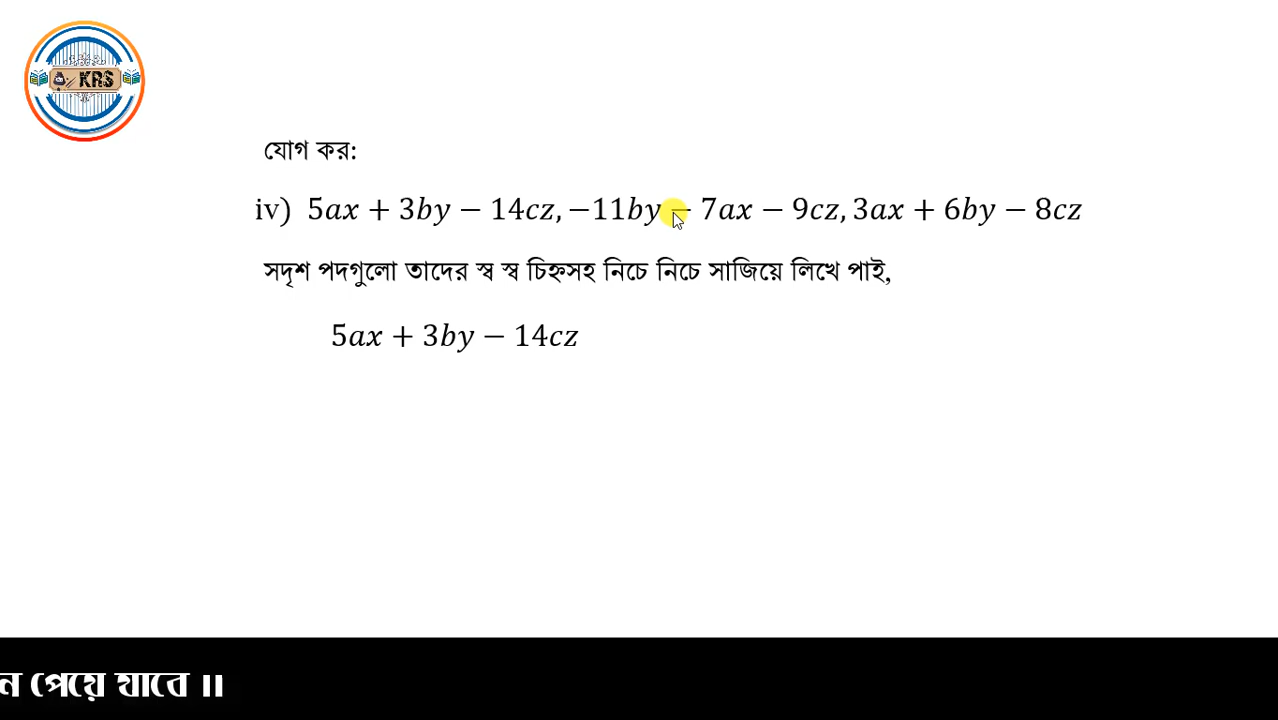 KRS
যোগ কর:
iv) 5ax + 3by − 14cz, −11by − 7ax − 9cz, 3ax + 6by − 8cz
সদৃশ পদগুলো তাদের স্ব স্ব চিহ্নসহ নিচে নিচে সাজিয়ে লিখে পাই,
5ax + 3by − 14cz
ন পেয়ে যাবে ।।